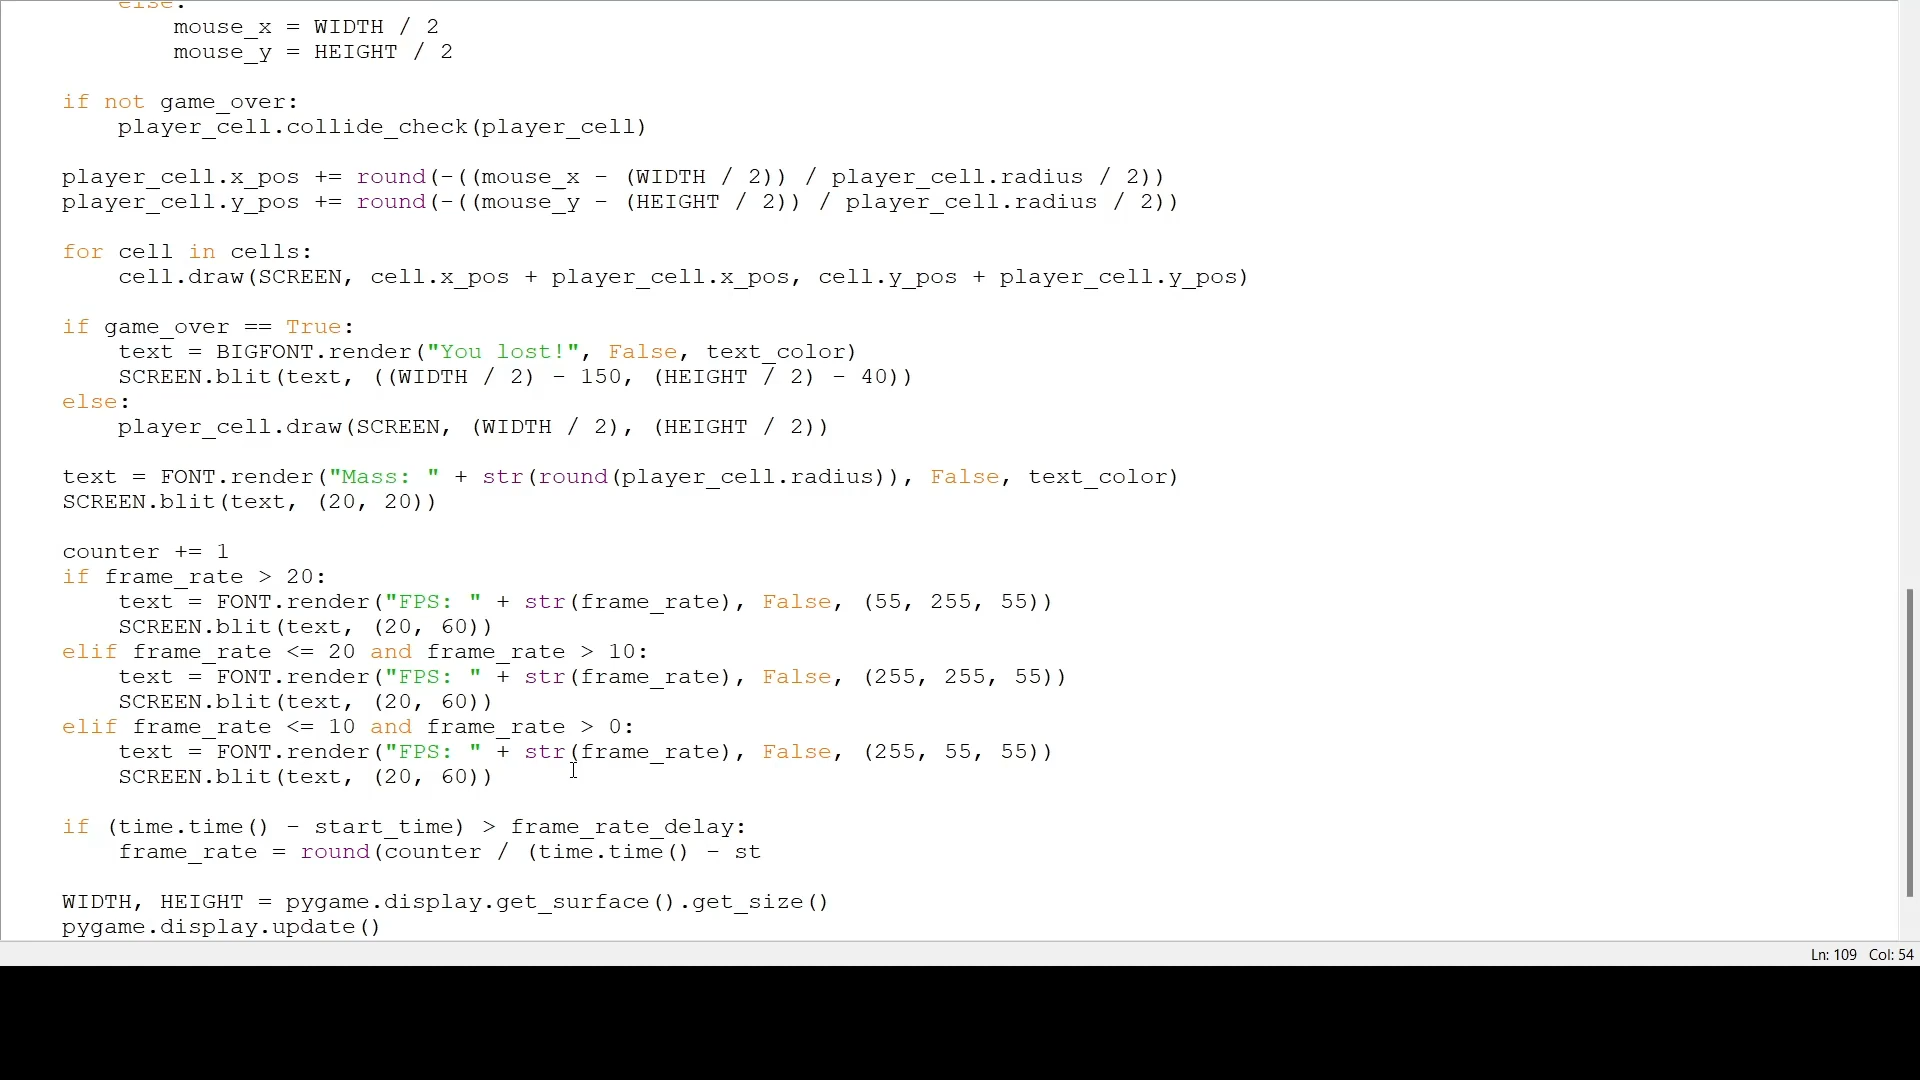 else:
mouse_x = WIDTH / 2
mouse_y = HEIGHT / 2
if not game_over:
player_cell.collide_check(player_cell)
player_cell.x_pos += round(-((mouse_x - (WIDTH / 2)) / player_cell.radius / 2))
player_cell.y_pos += round(-((mouse_y - (HEIGHT / 2)) / player_cell.radius / 2))
for cell in cells:
cell.draw(SCREEN, cell.x_pos + player_cell.x_pos, cell.y_pos + player_cell.y_pos)
if game_over == True:
text = BIGFONT.render("You lost!", False, text_color)
SCREEN.blit(text, ((WIDTH / 2) - 150, (HEIGHT / 2) - 40))
else:
player_cell.draw(SCREEN, (WIDTH / 2), (HEIGHT / 2))
text = FONT.render("Mass: " + str(round(player_cell.radius)), False, text_color)
SCREEN.blit(text, (20, 20))
counter += 1
if frame_rate > 20:
text = FONT.render("FPS: " + str(frame_rate), False, (55, 255, 55))
SCREEN.blit(text, (20, 60))
elif frame_rate <= 20 and frame_rate > 10:
text = FONT.render("FPS: " + str(frame_rate), False, (255, 255, 55))
SCREEN.blit(text, (20, 60))
elif frame_rate <= 10 and frame_rate > 0:
text = FONT.render("FPS: " + str(frame_rate), False, (255, 55, 55))
SCREEN.blit(text, (20, 60))
if (time.time() - start_time) > frame_rate_delay:
frame_rate = round(counter / (time.time() - st
WIDTH, HEIGHT = pygame.display.get_surface().get_size()
pygame.display.update()
Ln: 109 Col: 54